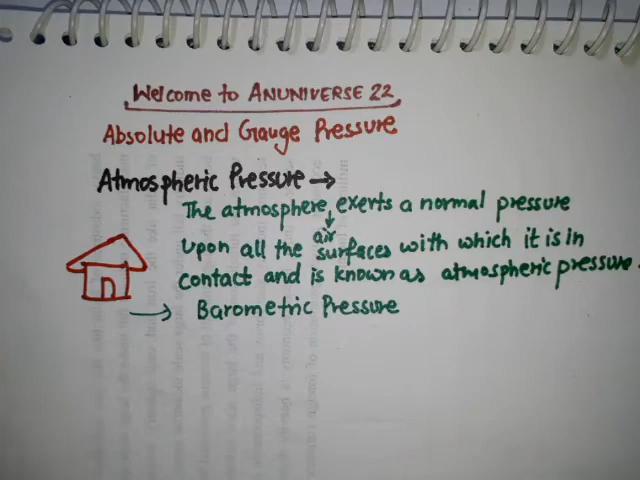 Welcome to ANUNIVERSE 22
Absolute and Gauge Pressure
Atmospheric Pressure →
The atmosphere, exerts a normal pressure
air
upon all the surfaces with which it is in
contact and is known as atmospheric pressure.
→ Barometric Pressure